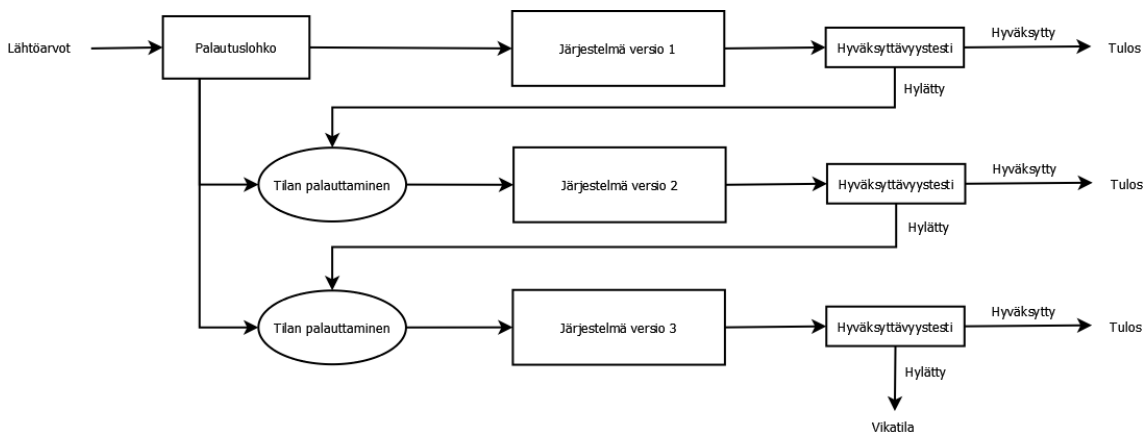 Lähtöarvot
Palautuslohko
Järjestelmä versio 1
Hyväksyttävyystesti
Hyväksytty
Tulos
Hylätty
Tilan palauttaminen
Järjestelmä versio 2
Hyväksyttävyystesti
Hyväksytty
Tulos
Hylätty
Tilan palauttaminen
Järjestelmä versio 3
Hyväksyttävyystesti
Hyväksytty
Tulos
Hylätty
Vikatila